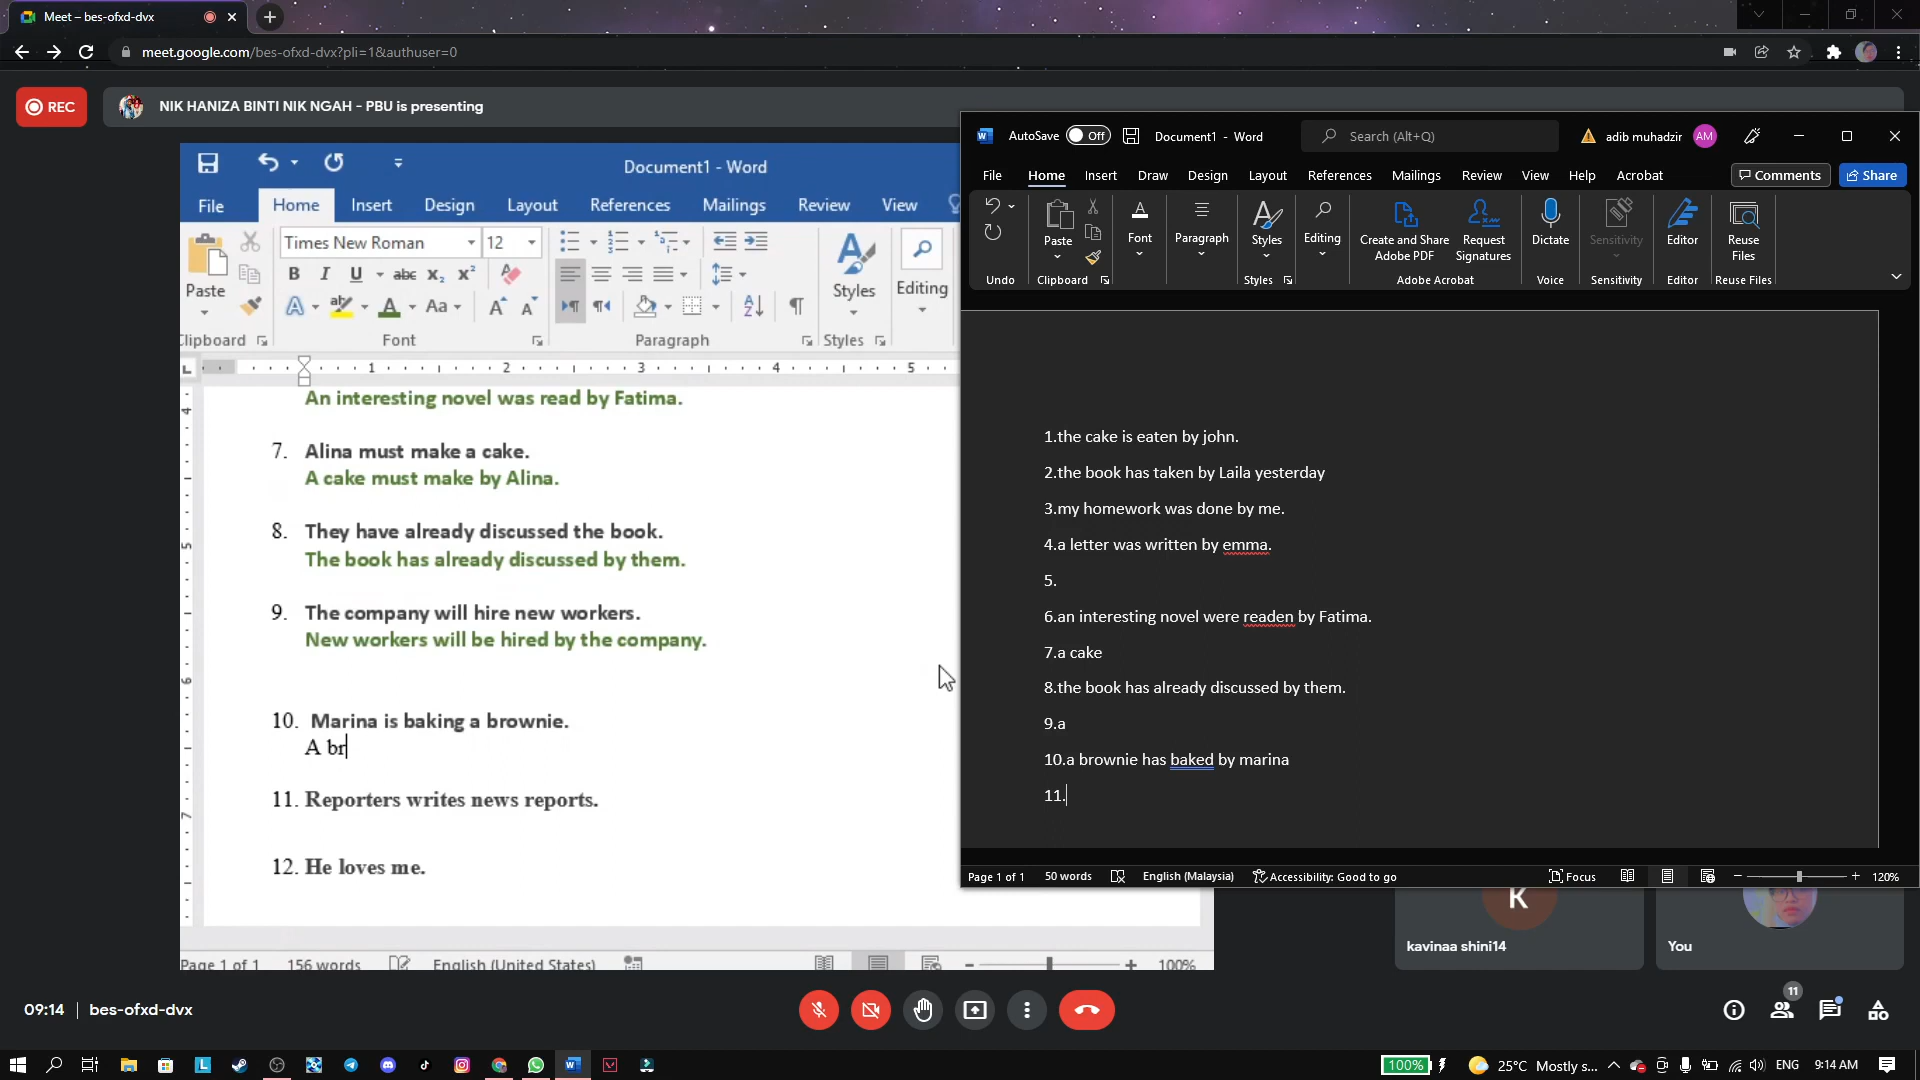 Meet – bes-ofxd-dvx
meet.google.com/bes-ofxd-dvx?pli=1&authuser=0
REC
NIK HANIZA BINTI NIK NGAH - PBU is presenting
Document1 - Word
File Home Insert Design Layout References Mailings Review View
Times New Roman 12
B I U abc x₂ x²
A Aa A A
Paste
Styles
Editing
Clipboard Font Paragraph Styles
1 2 3 4 5
4
An interesting novel was read by Fatima.
7. Alina must make a cake.
A cake must make by Alina.
5
8. They have already discussed the book.
The book has already discussed by them.
9. The company will hire new workers.
New workers will be hired by the company.
6
10. Marina is baking a brownie.
A br
11. Reporters writes news reports.
7
12. He loves me.
Page 1 of 1 156 words English (United States) 100%
AutoSave Off Document1 - Word Search (Alt+Q) adib muhadzir AM
File Home Insert Draw Design Layout References Mailings Review View Help Acrobat Comments Share
Paste Font Paragraph Styles Editing Create and Share Adobe PDF Request Signatures Dictate Sensitivity Editor Reuse Files
Undo Clipboard Styles Adobe Acrobat Voice Sensitivity Editor Reuse Files
1.the cake is eaten by john.
2.the book has taken by Laila yesterday
3.my homework was done by me.
4.a letter was written by emma.
5.
6.an interesting novel were readen by Fatima.
7.a cake
8.the book has already discussed by them.
9.a
10.a brownie has baked by marina
11.
Page 1 of 1 50 words English (Malaysia) Accessibility: Good to go Focus 120%
K
kavinaa shini14
You
09:14 | bes-ofxd-dvx
11
100% 25°C Mostly s... ENG 9:14 AM